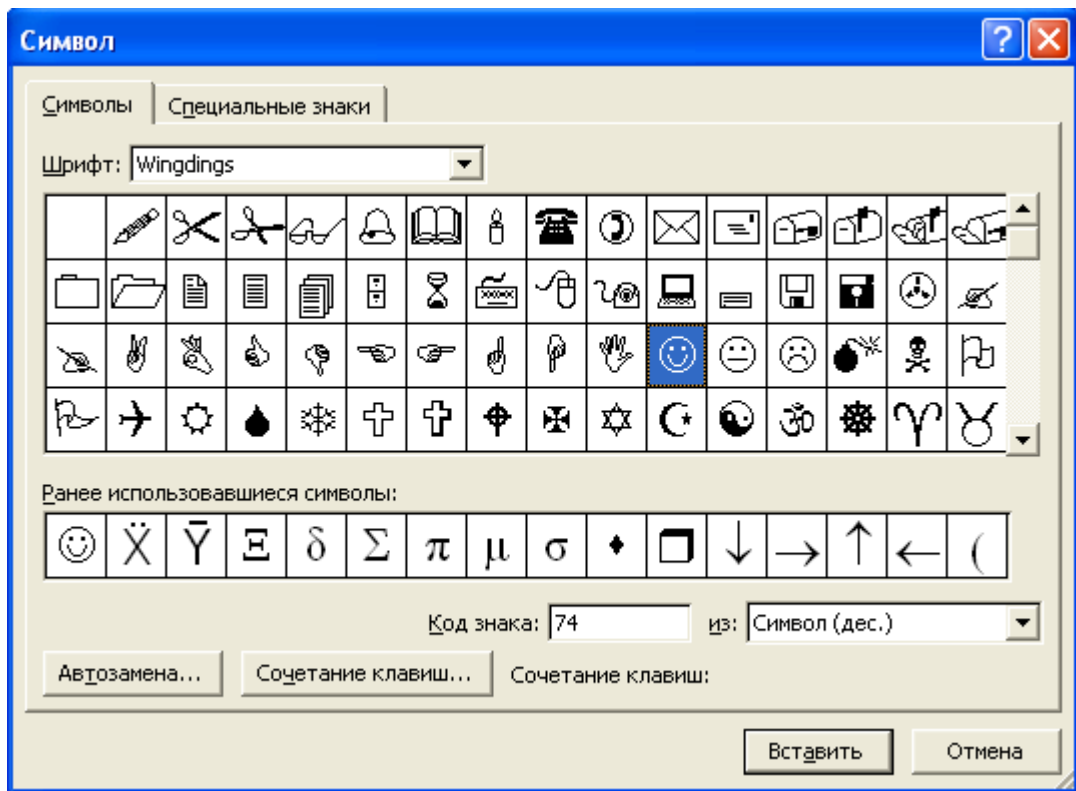 Символ
Символы Специальные знаки
Шрифт: Wingdings
Ранее использовавшиеся символы:
☺ Ẍ Ȳ Ξ δ Σ π μ σ ♦ ❒ ↓ → ↑ ← (
Код знака: 74 из: Символ (дес.)
Автозамена... Сочетание клавиш... Сочетание клавиш:
Вставить Отмена